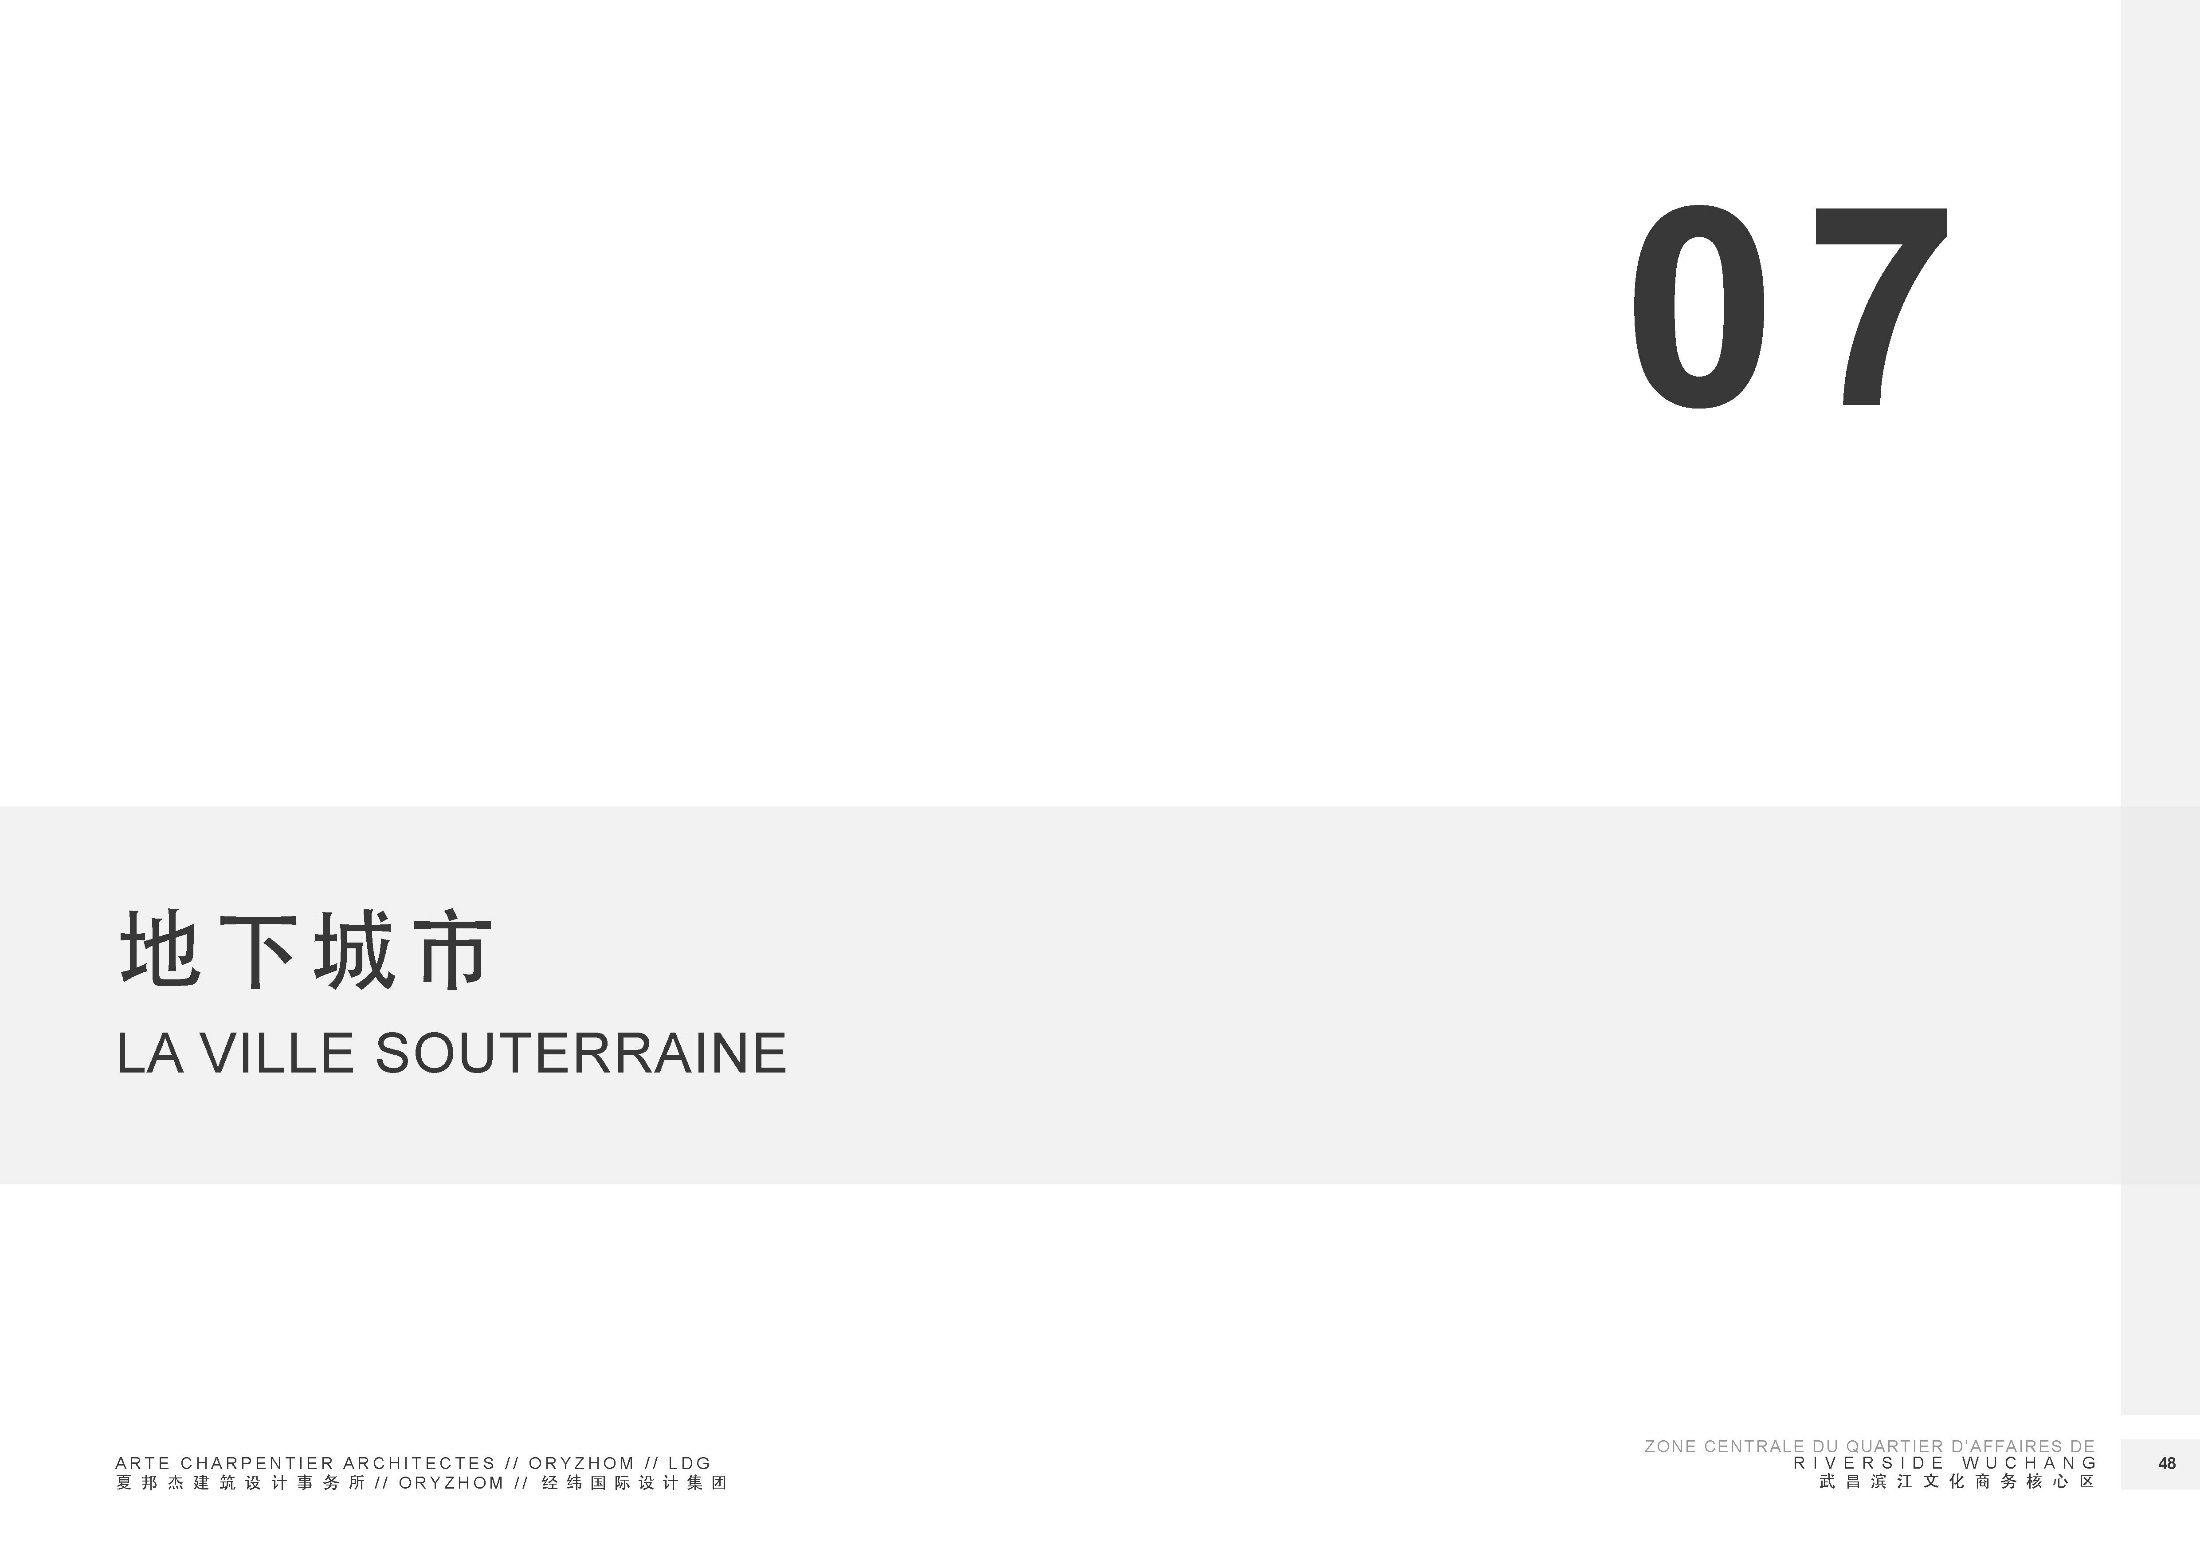 07
地下城市
LA VILLE SOUTERRAINE
ARTE CHARPENTIER ARCHITECTES // ORYZHOM // LDG
夏邦杰建筑设计事务所 // ORYZHOM // 经纬国际设计集团
ZONE CENTRALE DU QUARTIER D'AFFAIRES DE
RIVERSIDE WUCHANG
武昌滨江文化商务核心区
48